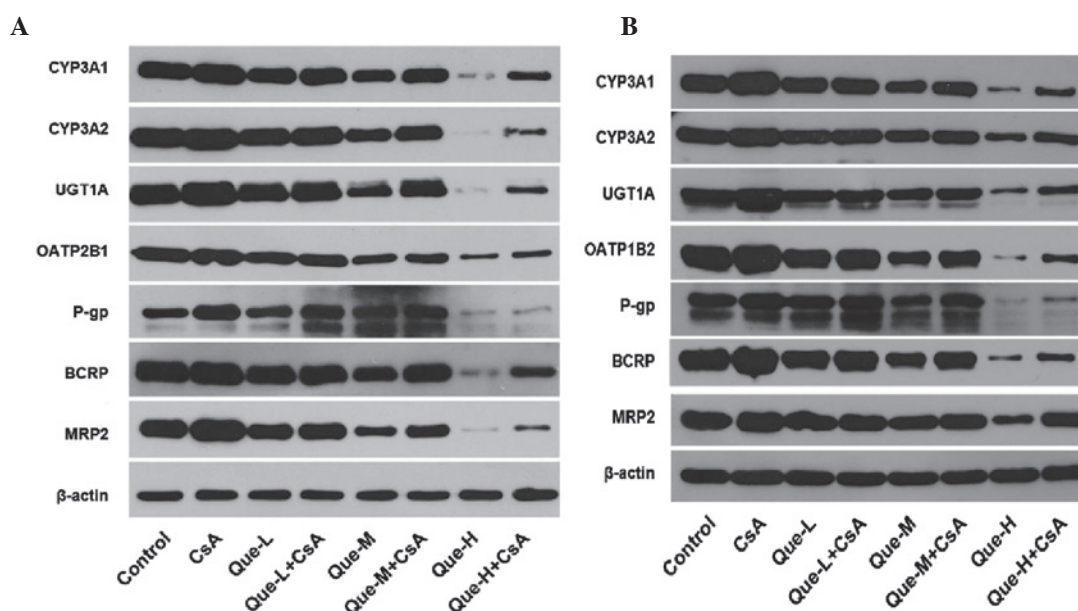 A
CYP3A1
CYP3A2
UGT1A
OATP2B1
P-gp
BCRP
MRP2
β-actin
Control
CsA
Que-L
Que-L+CsA
Que-M
Que-M+CsA
Que-H
Que-H+CsA
B
CYP3A1
CYP3A2
UGT1A
OATP1B2
P-gp
BCRP
MRP2
β-actin
Control
CsA
Que-L
Que-L+CsA
Que-M
Que-M+CsA
Que-H
Que-H+CsA